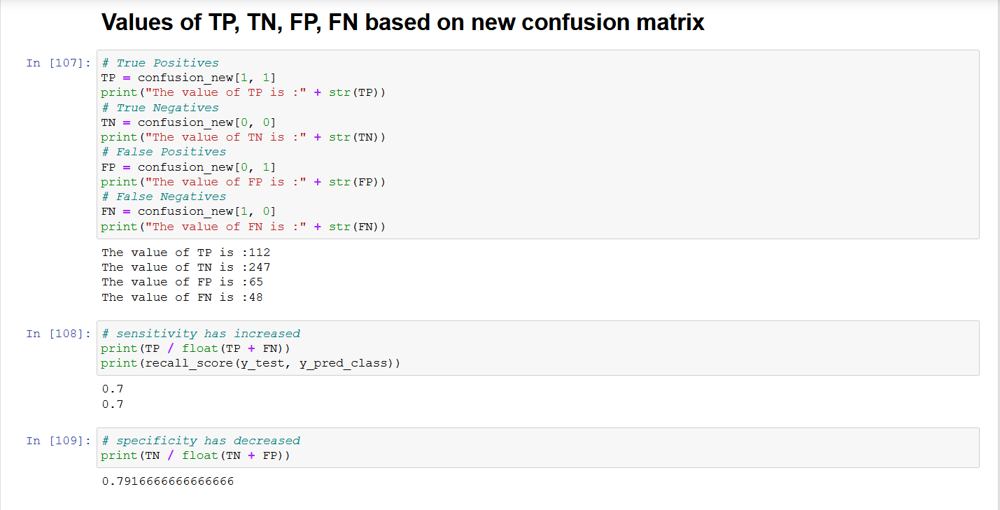 Values of TP, TN, FP, FN based on new confusion matrix
In [107]:
# True Positives
TP = confusion_new[1, 1]
print("The value of TP is :" + str(TP))
# True Negatives
TN = confusion_new[0, 0]
print("The value of TN is :" + str(TN))
# False Positives
FP = confusion_new[0, 1]
print("The value of FP is :" + str(FP))
# False Negatives
FN = confusion_new[1, 0]
print("The value of FN is :" + str(FN))
The value of TP is :112
The value of TN is :247
The value of FP is :65
The value of FN is :48
In [108]:
# sensitivity has increased
print(TP / float(TP + FN))
print(recall_score(y_test, y_pred_class))
0.7
0.7
In [109]:
# specificity has decreased
print(TN / float(TN + FP))
0.7916666666666666